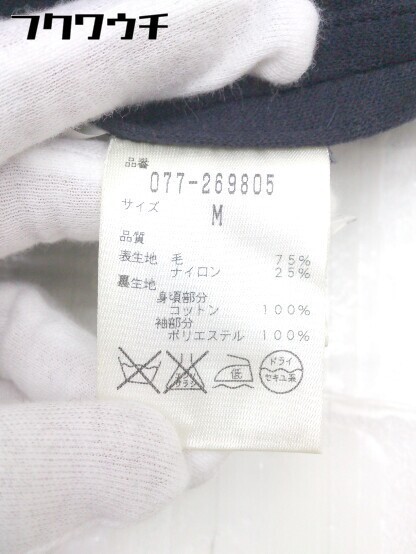 フクワウチ
品番
077-269805
サイズ
M
品質
表生地 毛 75%
ナイロン 25%
裏生地
身頃部分
コットン 100%
袖部分
ポリエステル 100%
低
ドライ
セキユ系